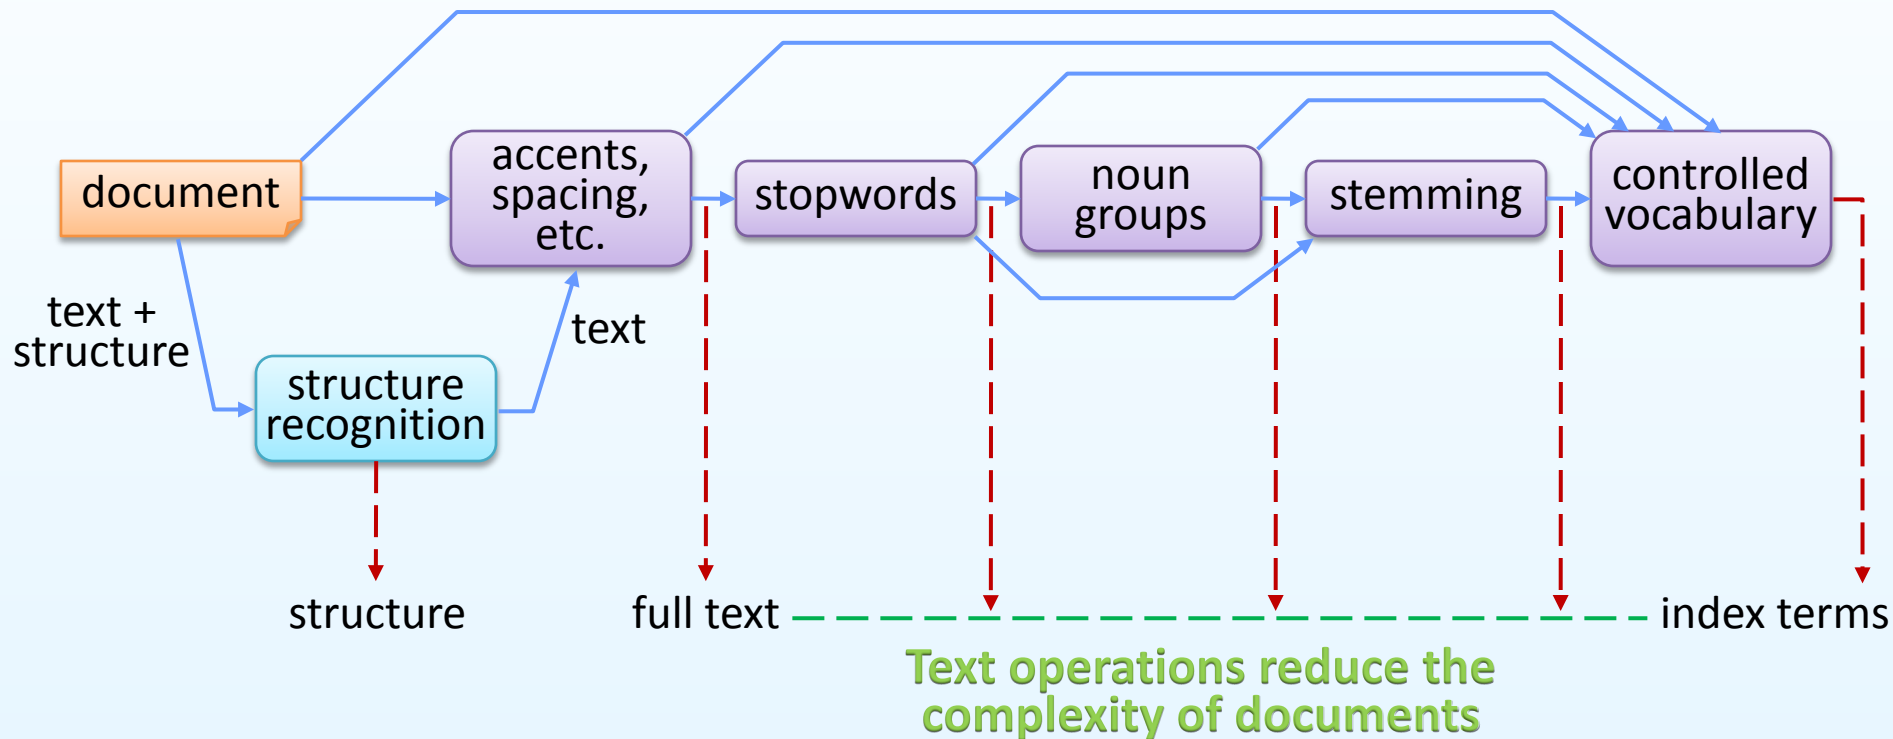 document
accents,
spacing,
etc.
stopwords
noun
groups
stemming
controlled
vocabulary
text +
structure
text
structure
recognition
structure
full text
index terms
Text operations reduce the
complexity of documents